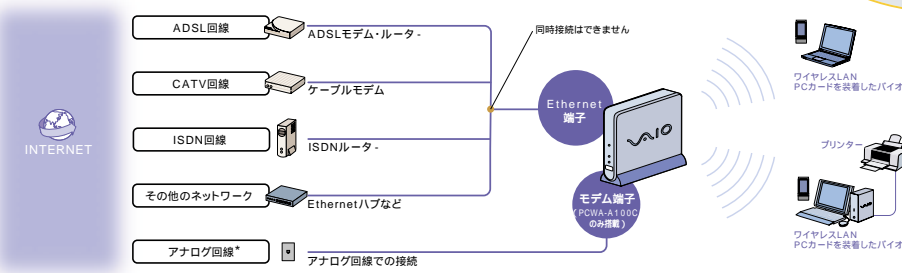 INTERNET
ADSL回線
ADSLモデム・ルータ-
CATV回線
ケーブルモデム
ISDN回線
ISDNルータ-
その他のネットワーク
Ethernetハブなど
アナログ回線*
アナログ回線での接続
同時接続はできません
Ethernet
端子
VAIO
モデム端子
(PCWA-A100C
のみ搭載)
ワイヤレスLAN
PCカードを装着したバイオ
プリンター
ワイヤレスLAN
PCカードを装着したバイオ